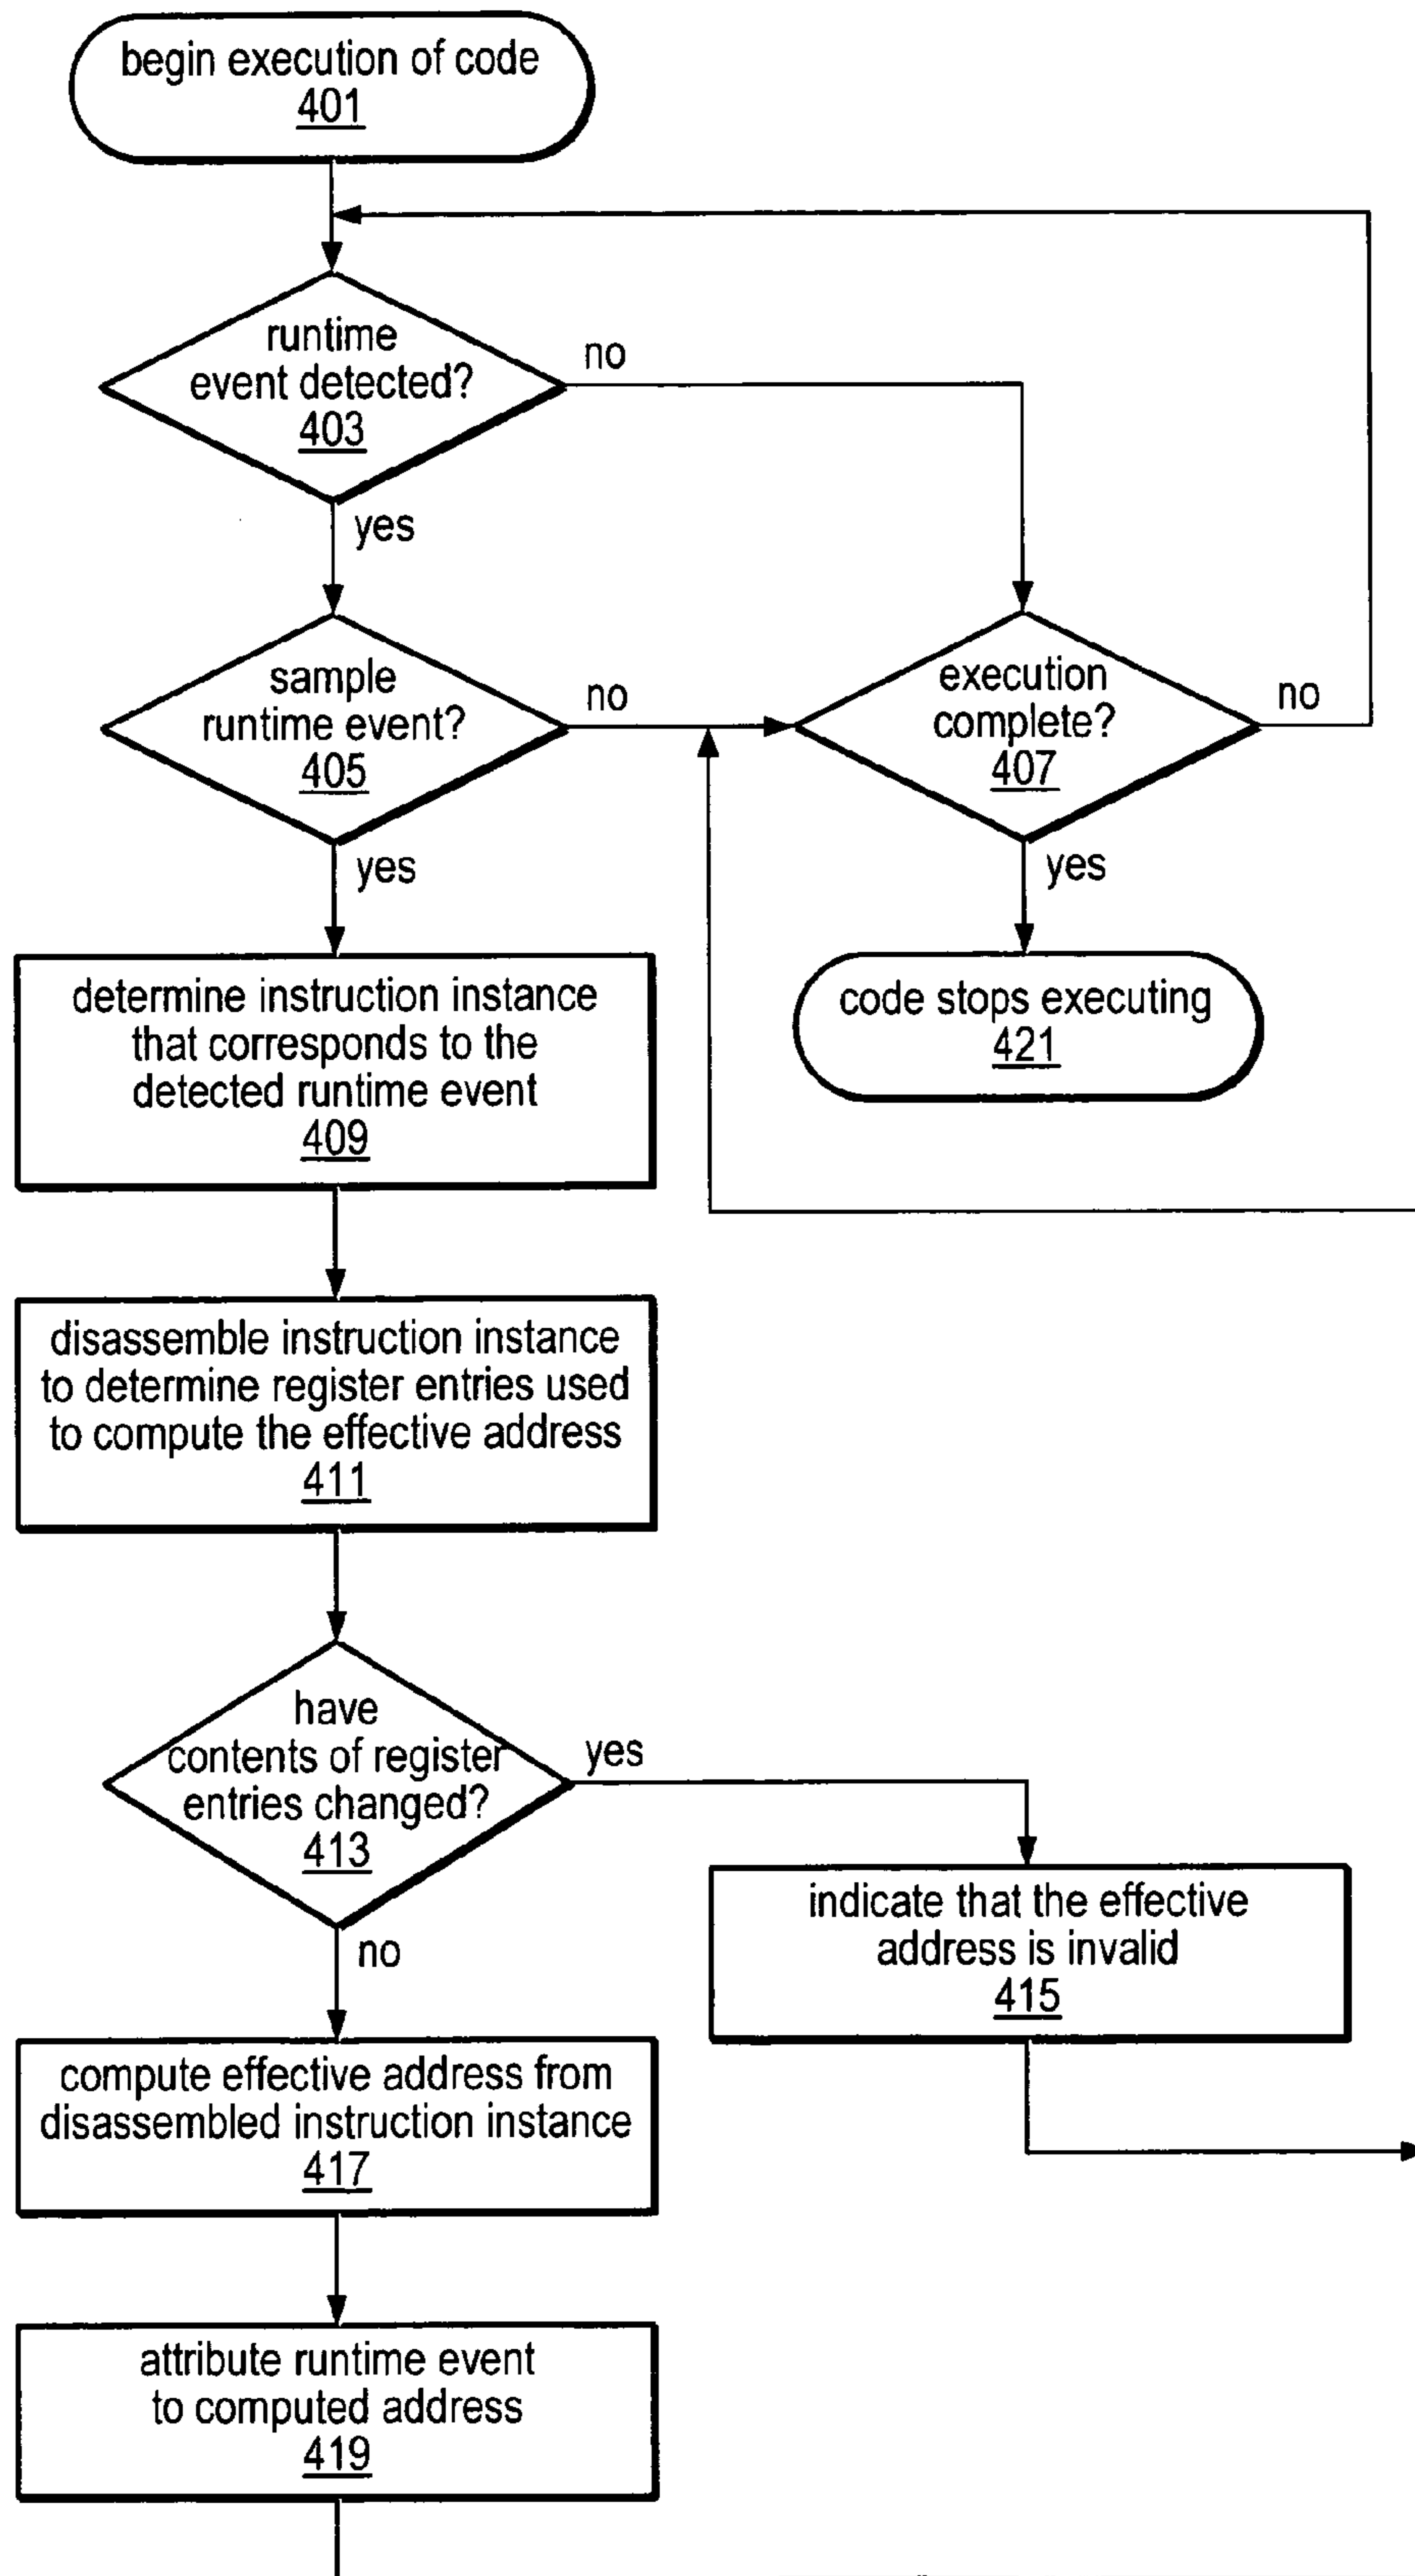 begin execution of code
401
runtime
event detected?
403
no
yes
sample
runtime event?
405
no
yes
execution
complete?
407
no
yes
determine instruction instance
that corresponds to the
detected runtime event
409
code stops executing
421
disassemble instruction instance
to determine register entries used
to compute the effective address
411
have
contents of register
entries changed?
413
yes
no
indicate that the effective
address is invalid
415
compute effective address from
disassembled instruction instance
417
attribute runtime event
to computed address
419